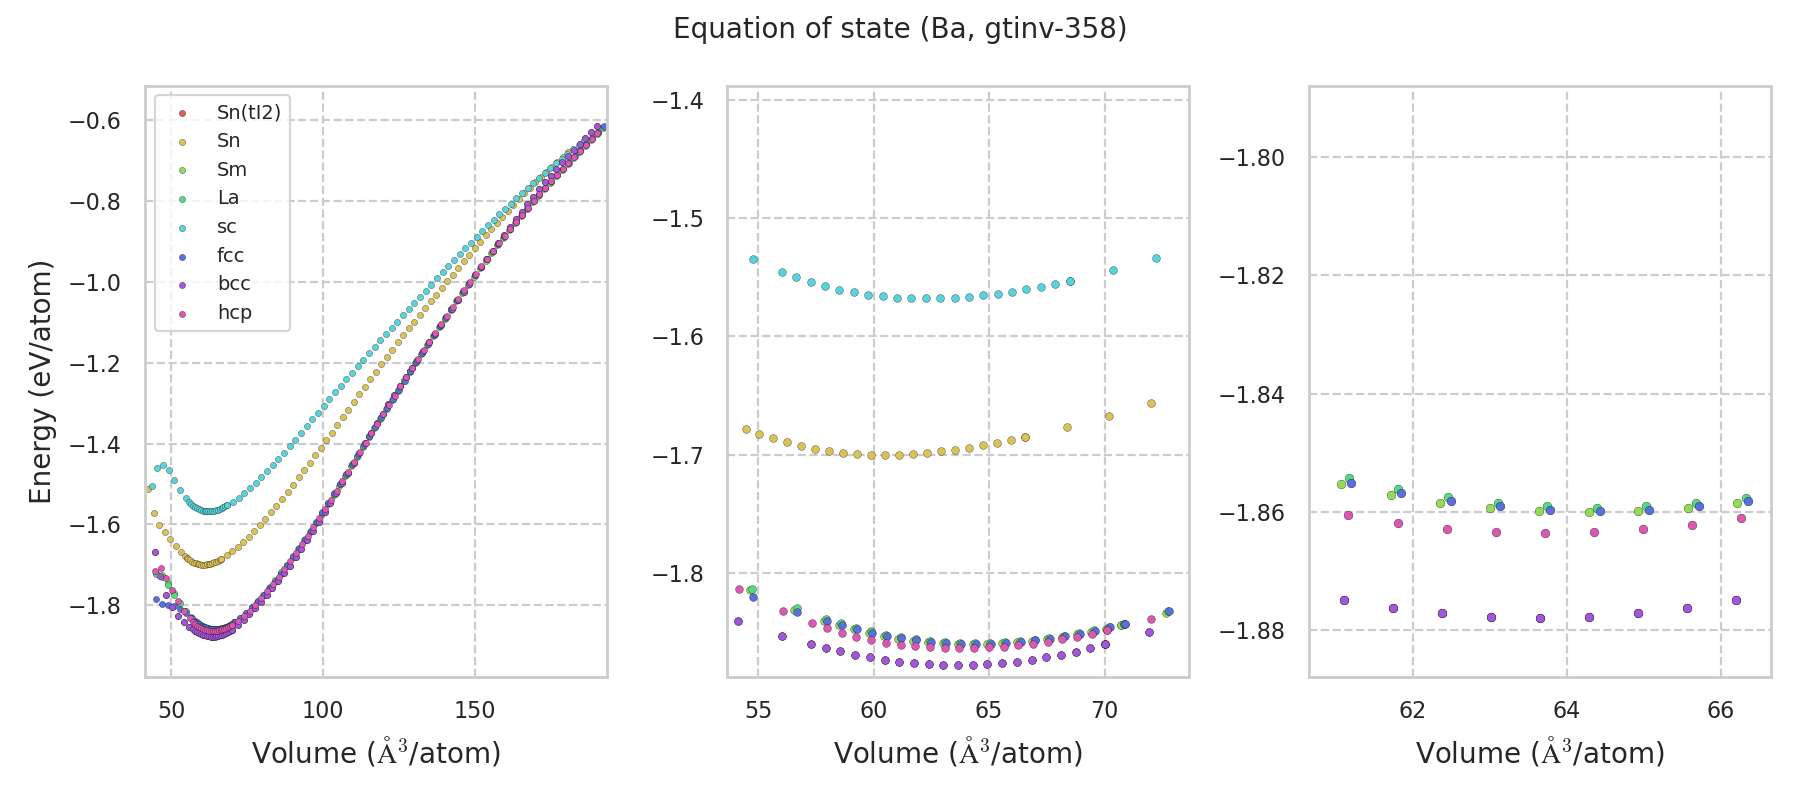 Equation of state (Ba, gtinv-358)
Energy (eV/atom)
−0.6
−0.8
−1.0
−1.2
−1.4
−1.6
−1.8
Sn(tI2)
Sn
Sm
La
sc
fcc
bcc
hcp
50 100 150
Volume (Å³/atom)
−1.4
−1.5
−1.6
−1.7
−1.8
55 60 65 70
Volume (Å³/atom)
−1.80
−1.82
−1.84
−1.86
−1.88
62 64 66
Volume (Å³/atom)